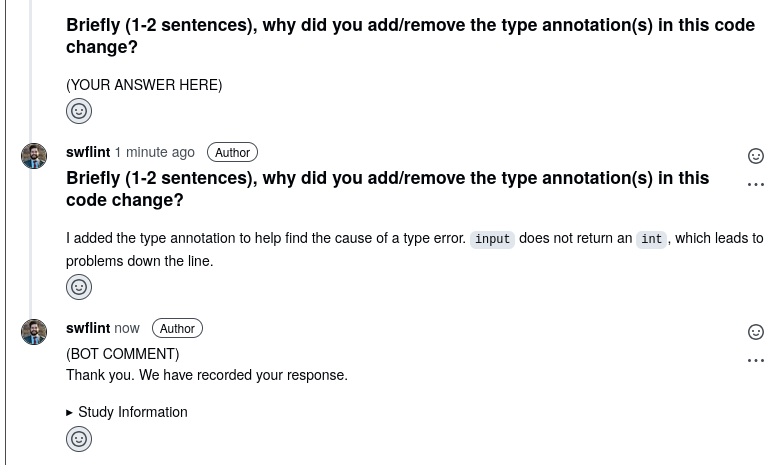 Briefly (1-2 sentences), why did you add/remove the type annotation(s) in this code
change?
(YOUR ANSWER HERE)
swflint 1 minute ago Author
Briefly (1-2 sentences), why did you add/remove the type annotation(s) in this
code change?
I added the type annotation to help find the cause of a type error. input does not return an int, which leads to
problems down the line.
swflint now Author
(BOT COMMENT)
Thank you. We have recorded your response.
▸ Study Information